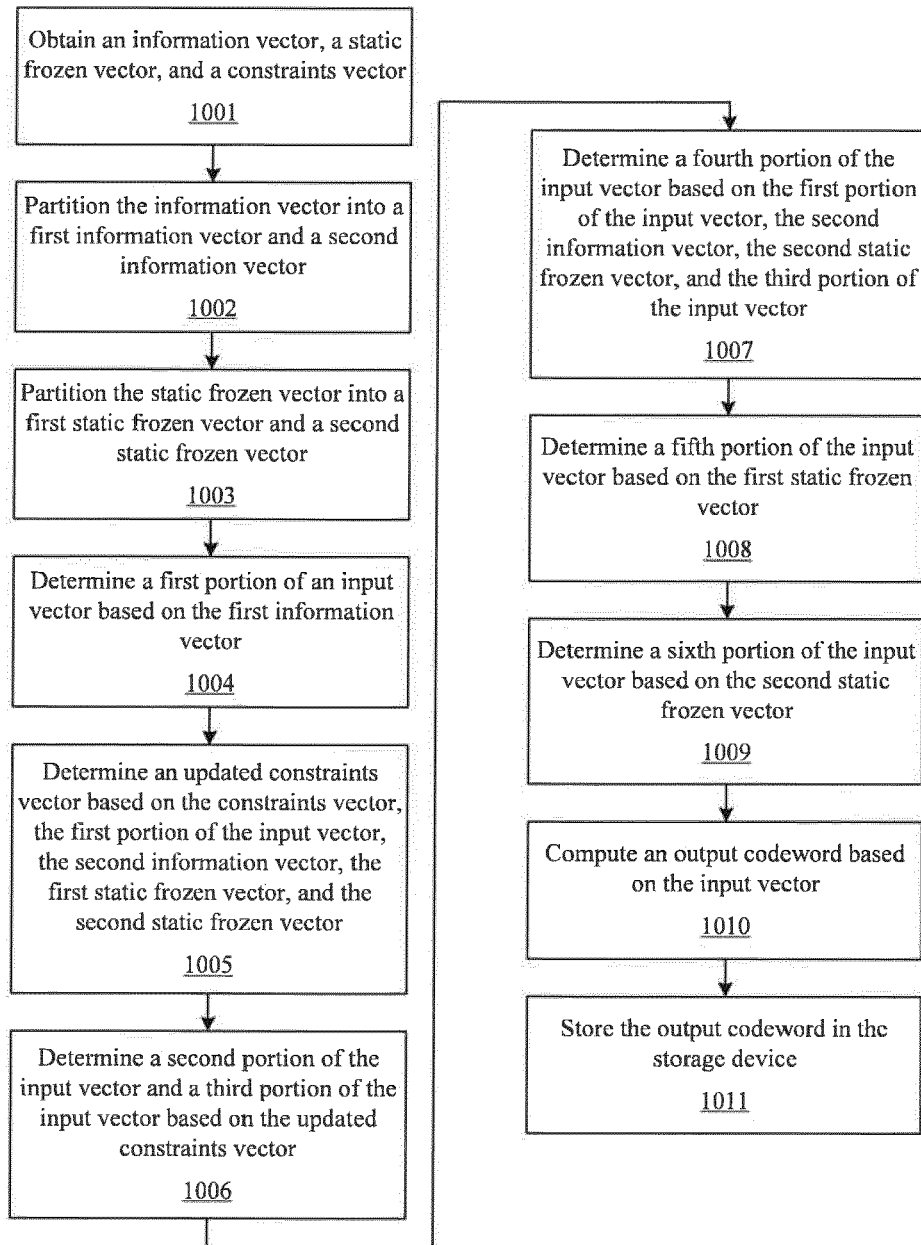 Obtain an information vector, a static
frozen vector, and a constraints vector
1001
Partition the information vector into a
first information vector and a second
information vector
1002
Partition the static frozen vector into a
first static frozen vector and a second
static frozen vector
1003
Determine a first portion of an input
vector based on the first information
vector
1004
Determine an updated constraints
vector based on the constraints vector,
the first portion of the input vector,
the second information vector, the
first static frozen vector, and the
second static frozen vector
1005
Determine a second portion of the
input vector and a third portion of the
input vector based on the updated
constraints vector
1006
Determine a fourth portion of the
input vector based on the first portion
of the input vector, the second
information vector, the second static
frozen vector, and the third portion of
the input vector
1007
Determine a fifth portion of the input
vector based on the first static frozen
vector
1008
Determine a sixth portion of the input
vector based on the second static
frozen vector
1009
Compute an output codeword based
on the input vector
1010
Store the output codeword in the
storage device
1011